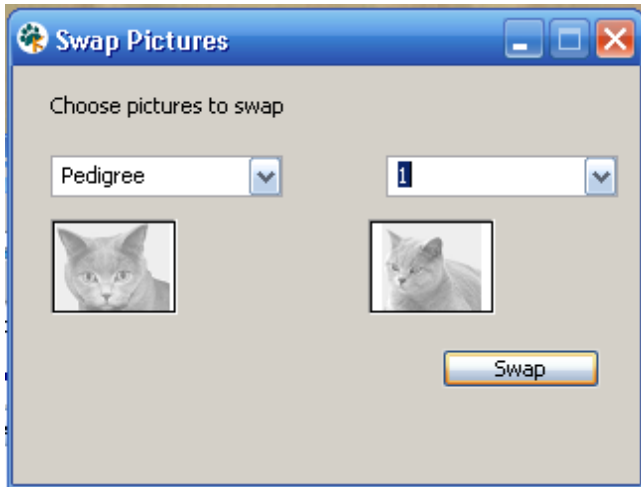 Swap Pictures
Choose pictures to swap
Pedigree
1
Swap